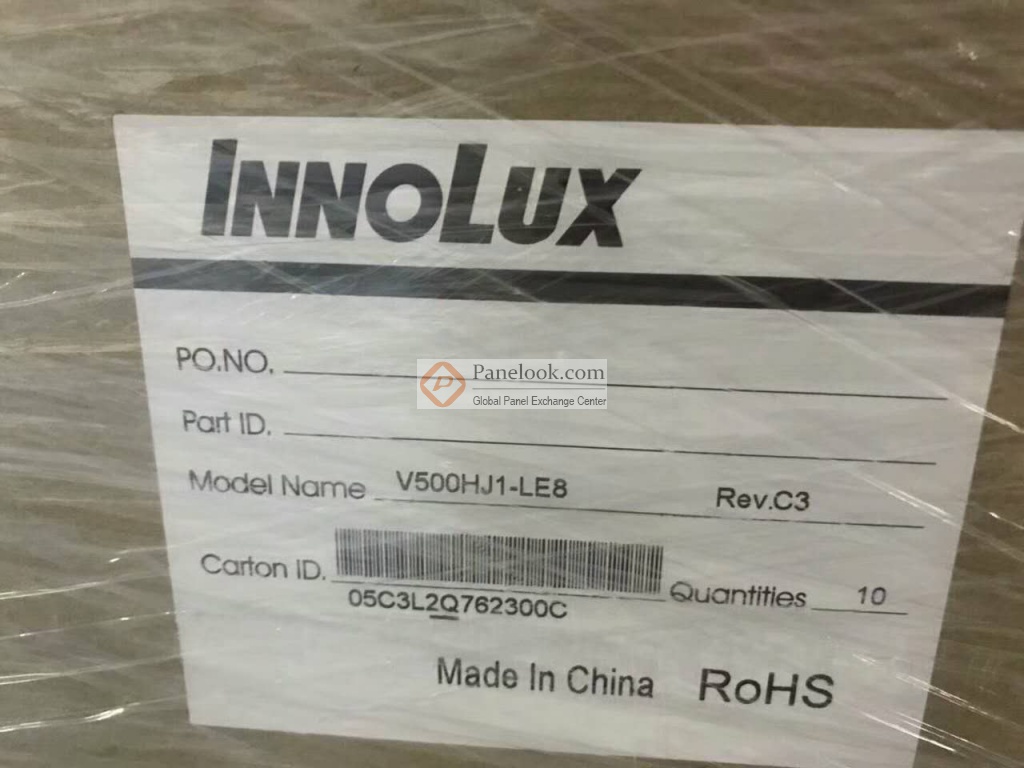 INNOLUX
PO.NO.
Panelook.com
Global Panel Exchange Center
Part ID.
Model Name V500HJ1-LE8 Rev.C3
Carton ID. Quantities 10
05C3L2Q762300C
Made In China RoHS